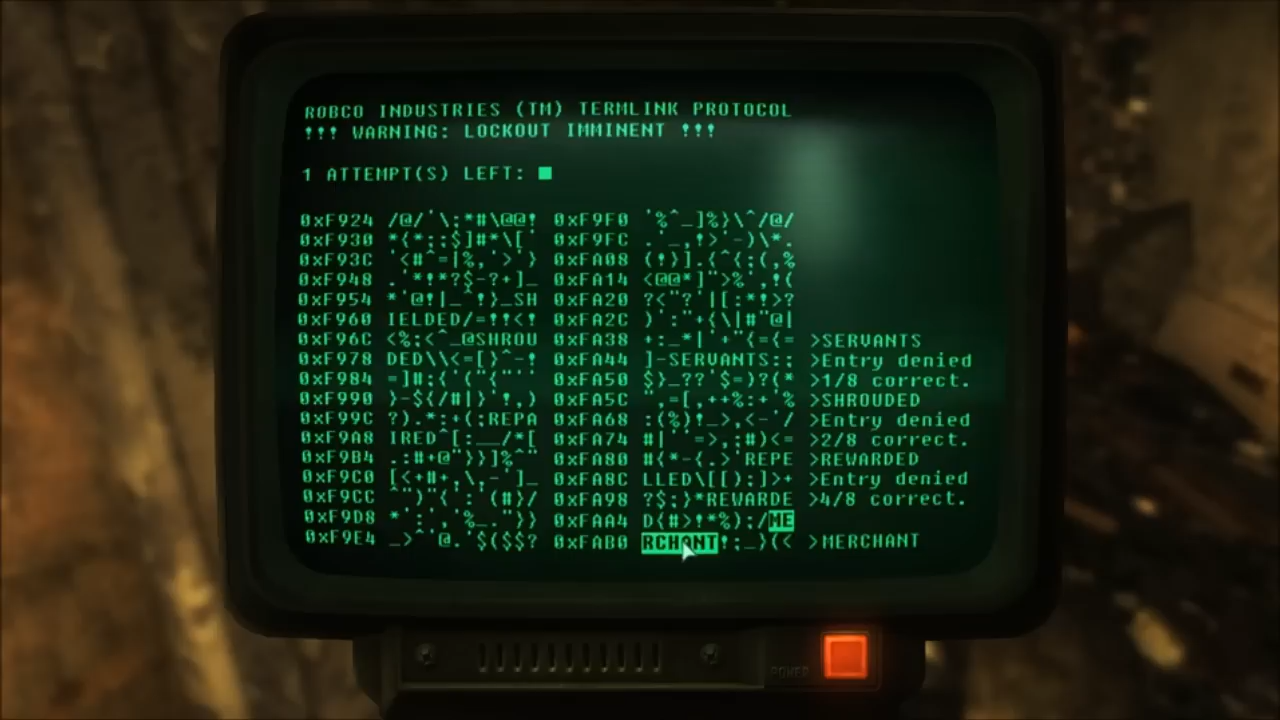 ROBCO INDUSTRIES (TM) TERMLINK PROTOCOL
!!! WARNING: LOCKOUT IMMINENT !!!
1 ATTEMPT(S) LEFT:
0xF924 /@/'\;*#\@@! 0xF9F0 '%^_]%}\^/@/
0xF930 *{*;:$]#*\[' 0xF9FC .'_,!>'-)\*.
0xF93C '<#^=|%,'>'} 0xFA08 (!}].{^{:(,%
0xF948 .'*!*?$-?+]_ 0xFA14 <@@*]">%',!(
0xF954 *'@!|_^!}_SH 0xFA20 ?<"?'|[:*!>?
0xF960 IELDED/=!!<! 0xFA2C )':"+{\|#"@|
0xF96C <%;<^_@SHROU 0xFA38 +:_*|'+"{={= >SERVANTS
0xF978 DED\\<=[}^-! 0xFA44 ]-SERVANTS:; >Entry denied
0xF984 =]#;{'("{"'' 0xFA50 $}_??'$=)?(* >1/8 correct.
0xF990 }-${/#|}'!,) 0xFA5C ",=[,++%:+'% >SHROUDED
0xF99C ?).*:+(;REPA 0xFA68 :(%)!_>,<-'/ >Entry denied
0xF9A8 IRED^[:__/*[ 0xFA74 #|''=>,;#)<= >2/8 correct.
0xF9B4 .:#+@"}}]%^" 0xFA80 #{*-{.>'REPE >REWARDED
0xF9C0 [<+#+,\,-']_ 0xFA8C LLED\[[);]>+ >Entry denied
0xF9CC ^")"{':'(#}/ 0xFA98 ?$;}*REWARDE >4/8 correct.
0xF9D8 *';','%_."}} 0xFAA4 D{#>!*%):/ME
0xF9E4 _>^'@.'$($$? 0xFAB0 RCHANT!;_}(< >MERCHANT
POWER